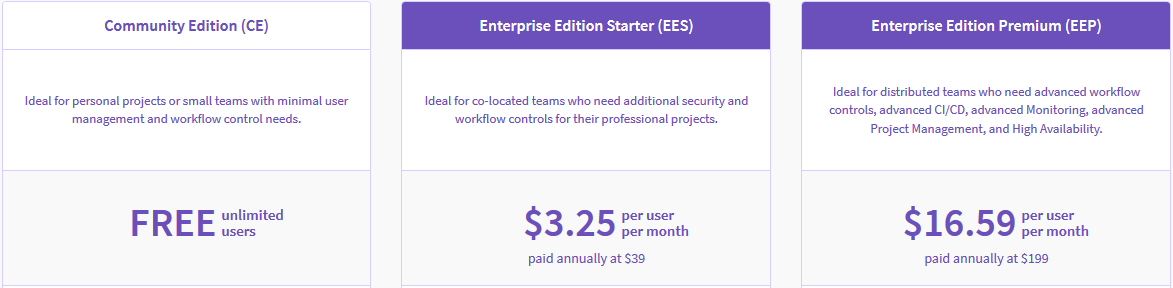 Community Edition (CE)
Ideal for personal projects or small teams with minimal user
management and workflow control needs.
FREE unlimited
users
Enterprise Edition Starter (EES)
Ideal for co-located teams who need additional security and
workflow controls for their professional projects.
$3.25 per user
per month
paid annually at $39
Enterprise Edition Premium (EEP)
Ideal for distributed teams who need advanced workflow
controls, advanced CI/CD, advanced Monitoring, advanced
Project Management, and High Availability.
$16.59 per user
per month
paid annually at $199